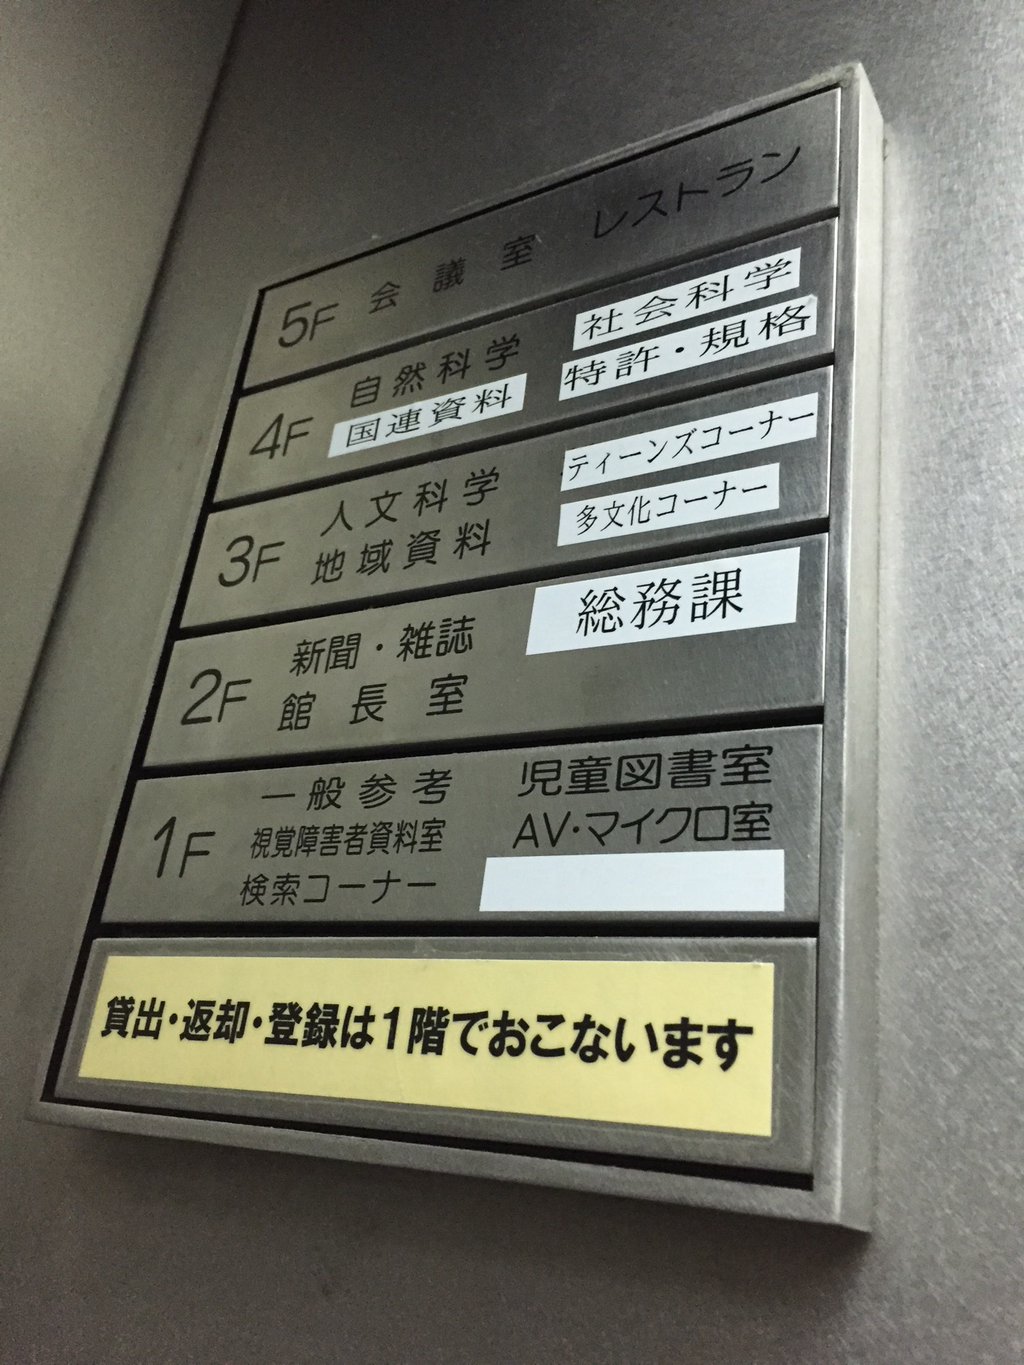 5F 会議室 レストラン
4F 自然科学 社会科学
国連資料 特許・規格
3F 人文科学 ティーンズコーナー
地域資料 多文化コーナー
2F 新聞・雑誌 総務課
館長室
1F 一般参考 児童図書室
視覚障害者資料室 AV・マイクロ室
検索コーナー
貸出・返却・登録は1階でおこないます